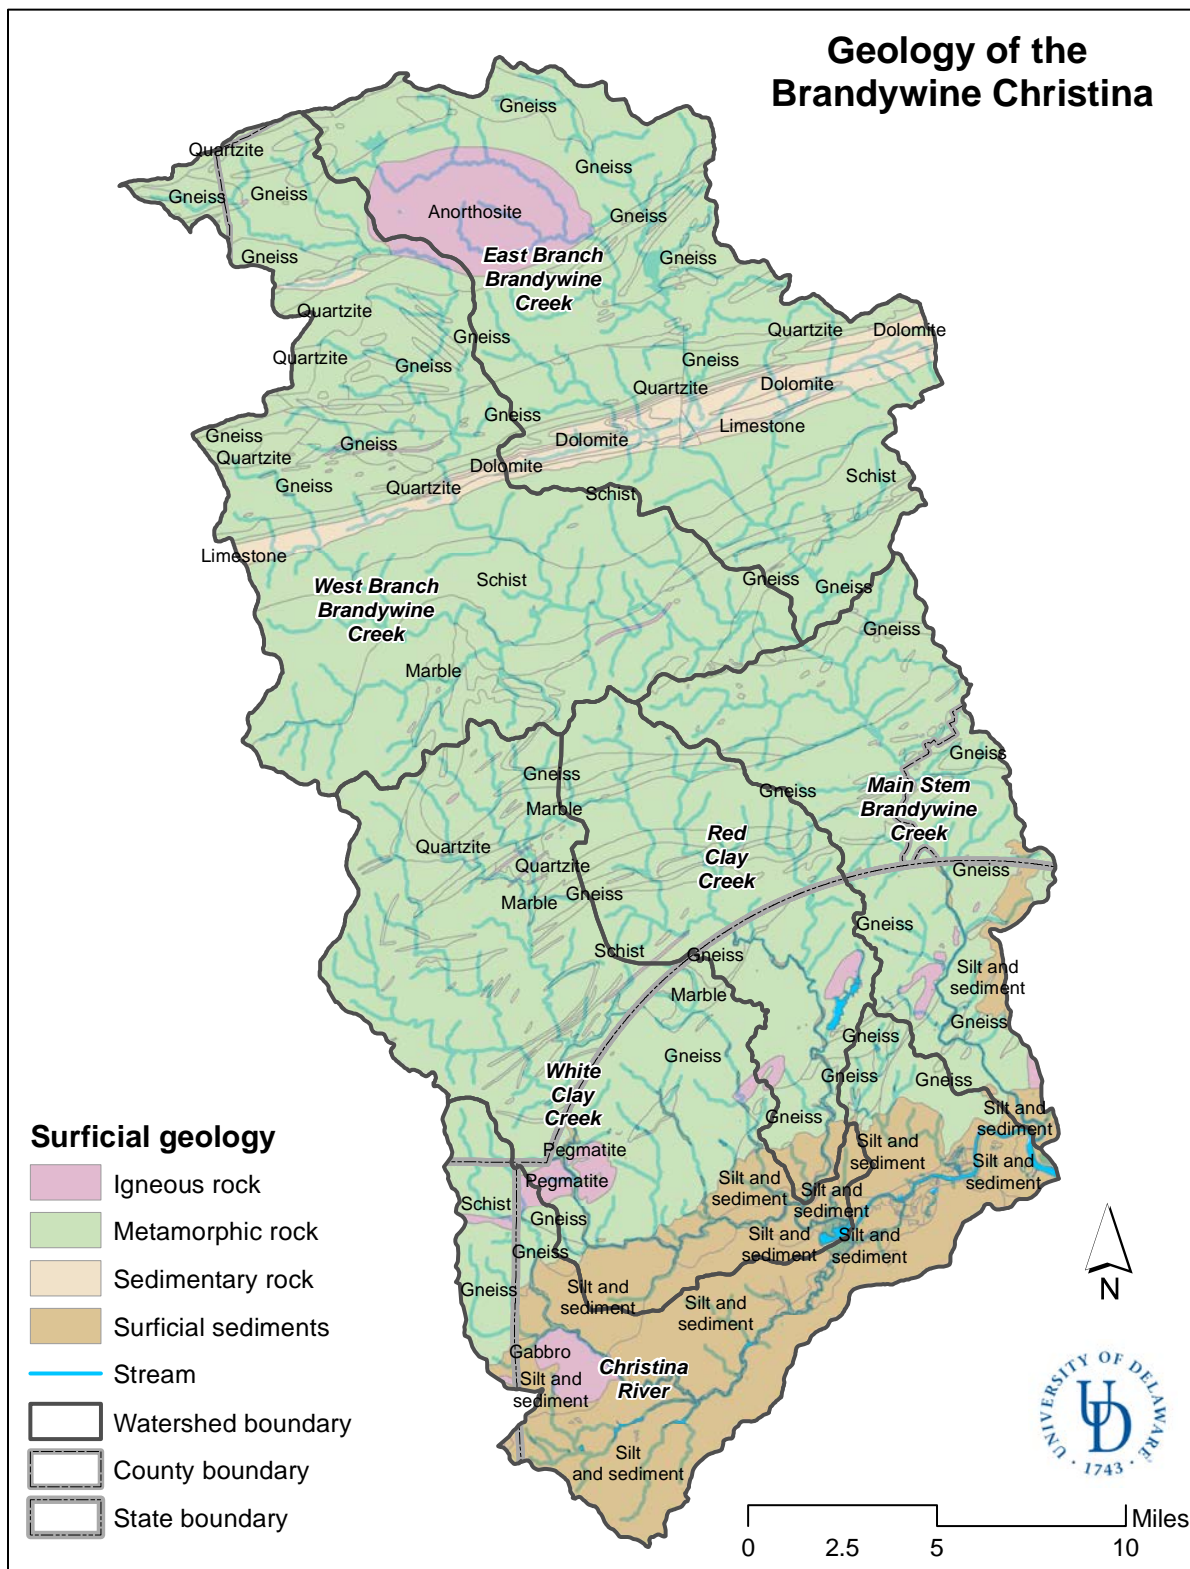 Geology of the
Brandywine Christina
Gneiss
Quartzite
Gneiss
Gneiss
Gneiss
Anorthosite
Gneiss
East Branch
Brandywine
Creek
Gneiss
Gneiss
Quartzite
Quartzite
Dolomite
Gneiss
Quartzite
Gneiss
Gneiss
Quartzite
Dolomite
Gneiss
Limestone
Gneiss
Gneiss
Dolomite
Quartzite
Dolomite
Gneiss
Quartzite
Schist
Schist
Limestone
West Branch
Brandywine
Creek
Schist
Gneiss
Gneiss
Gneiss
Marble
Gneiss
Gneiss
Gneiss
Main Stem
Brandywine
Creek
Marble
Red
Clay
Creek
Quartzite
Quartzite
Gneiss
Gneiss
Marble
Gneiss
Schist
Gneiss
Silt and
sediment
Marble
Gneiss
Gneiss
Gneiss
White
Clay
Creek
Gneiss
Gneiss
Gneiss
Silt and
sediment
Pegmatite
Silt and
sediment
Silt and
sediment
Pegmatite
Silt and
sediment
Silt and
sediment
Schist
Gneiss
Gneiss
Silt and
sediment
Silt and
sediment
Gneiss
Silt and
sediment
Silt and
sediment
Gabbro
Silt and
sediment
Christina
River
Silt
and sediment
Surficial geology
Igneous rock
Metamorphic rock
Sedimentary rock
Surficial sediments
Stream
Watershed boundary
County boundary
State boundary
N
UNIVERSITY OF DELAWARE
UD
· 1743 ·
Miles
0 2.5 5 10